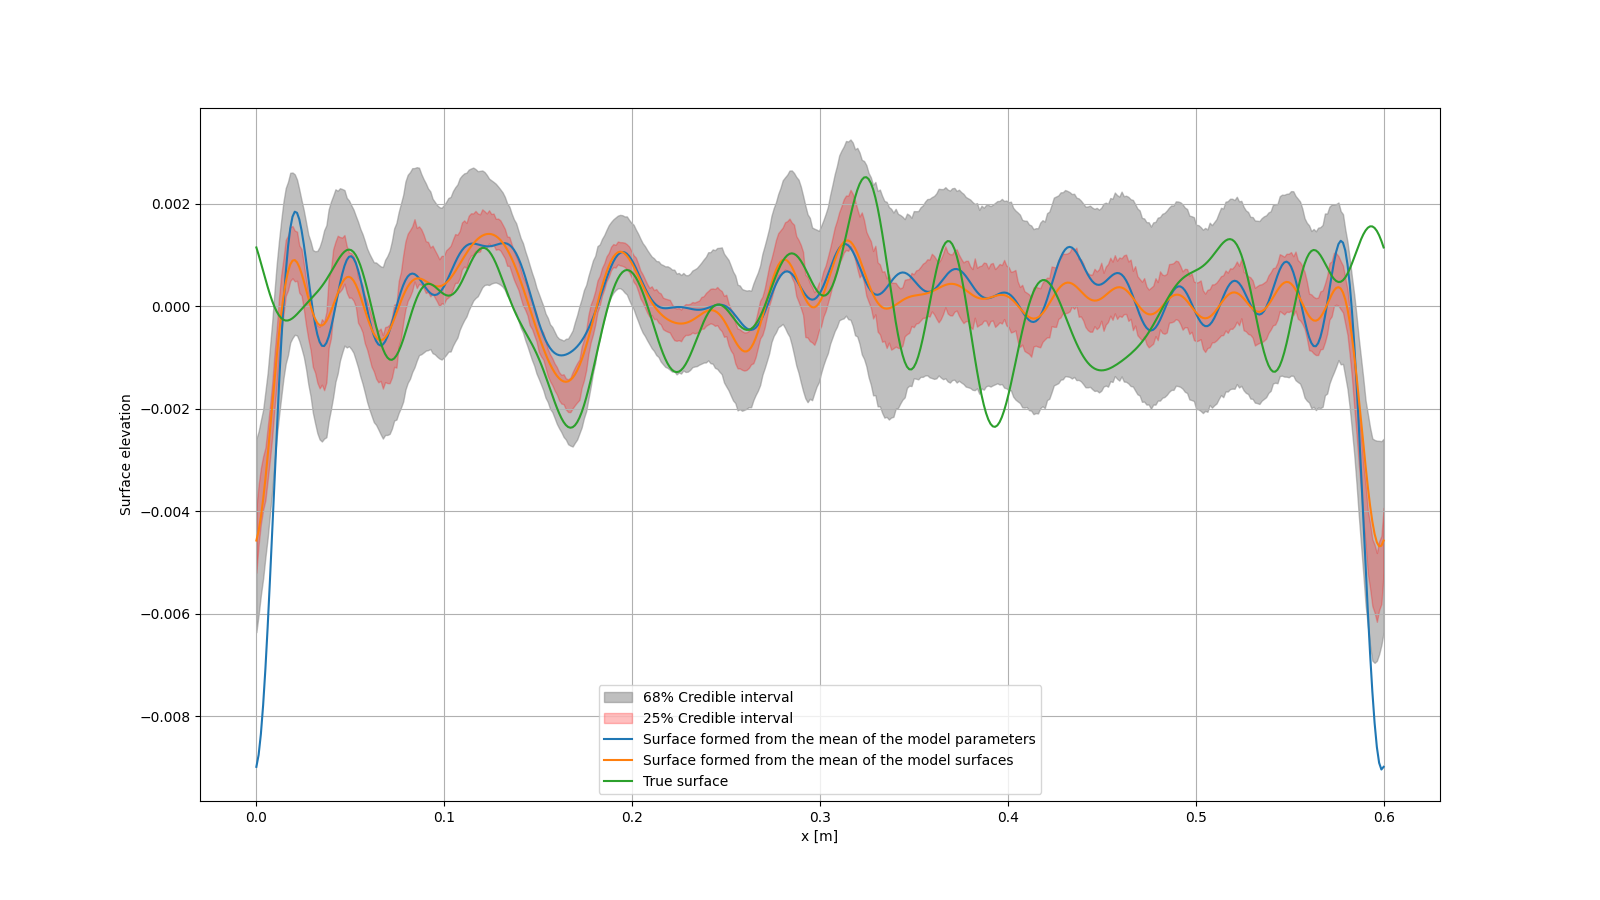 0.002
0.000
−0.002
−0.004
−0.006
−0.008
Surface elevation
0.0 0.1 0.2 0.3 0.4 0.5 0.6
x [m]
68% Credible interval
25% Credible interval
Surface formed from the mean of the model parameters
Surface formed from the mean of the model surfaces
True surface